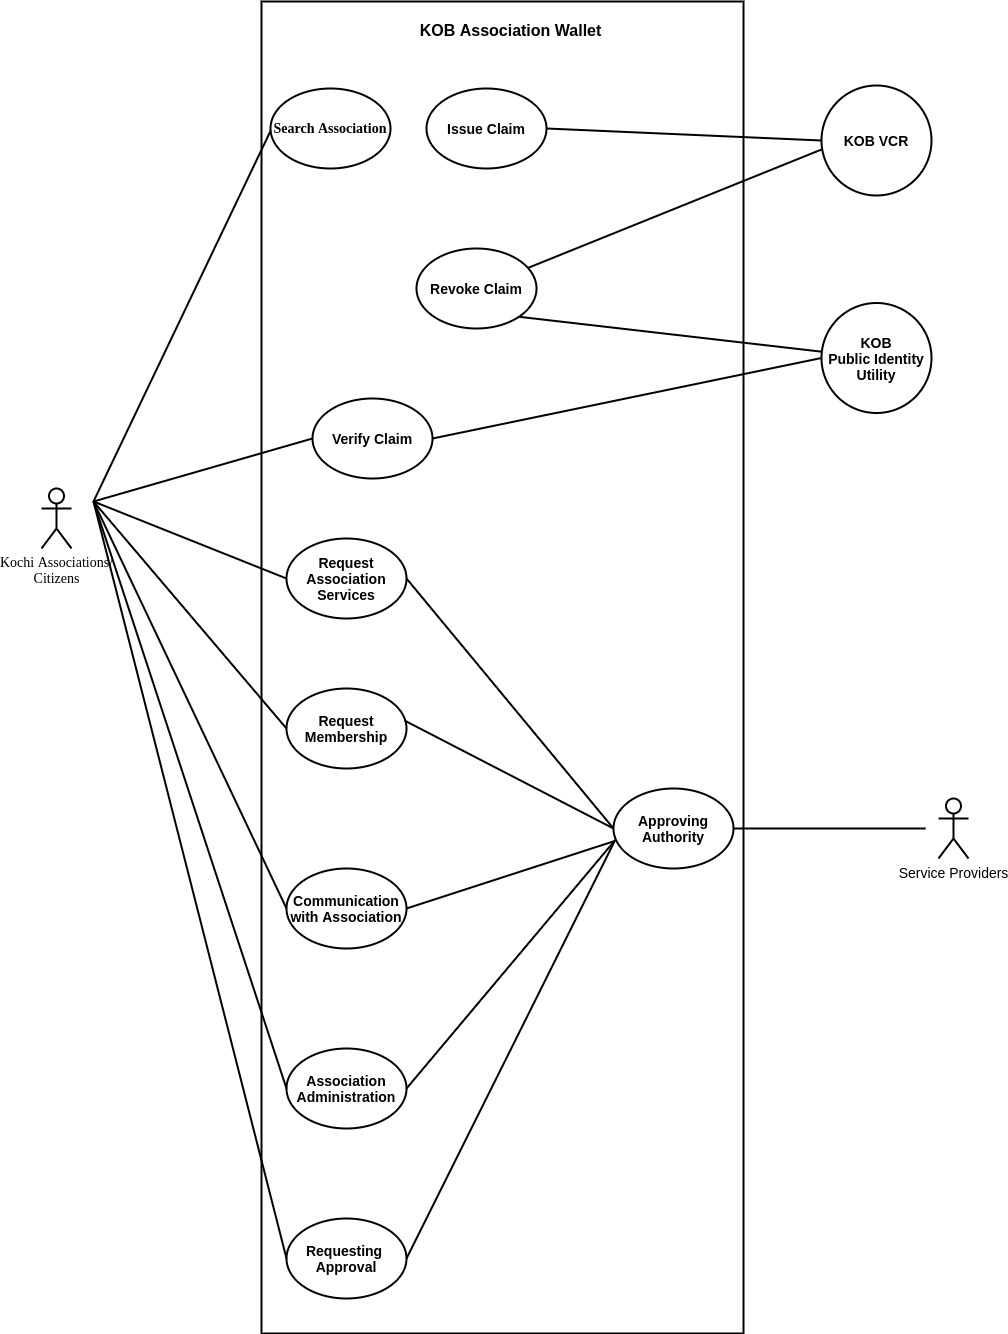 KOB Association Wallet
Search Association
Issue Claim
KOB VCR
Revoke Claim
KOB
Public Identity
Utility
Verify Claim
Kochi Associations
Citizens
Request
Association
Services
Request
Membership
Approving
Authority
Service Providers
Communication
with Association
Association
Administration
Requesting
Approval